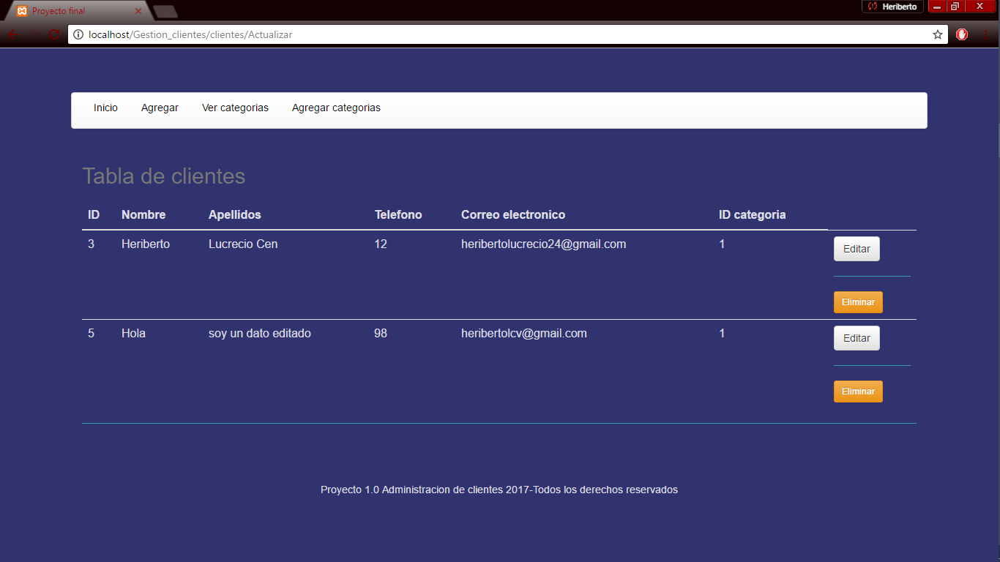 Proyecto final
Heriberto
localhost/Gestion_clientes/clientes/Actualizar
Inicio Agregar Ver categorias Agregar categorias
Tabla de clientes
ID Nombre Apellidos Telefono Correo electronico ID categoria
3 Heriberto Lucrecio Cen 12 heribertolucrecio24@gmail.com 1 Editar
Eliminar
5 Hola soy un dato editado 98 heribertolcv@gmail.com 1 Editar
Eliminar
Proyecto 1.0 Administracion de clientes 2017-Todos los derechos reservados